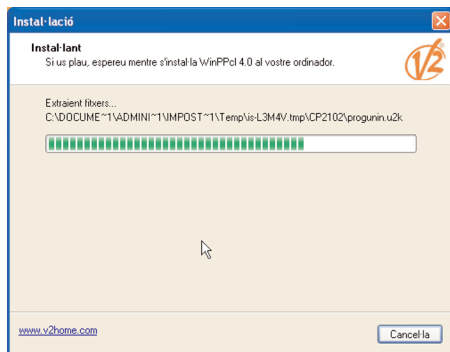 Instal·lació
Instal·lant
Si us plau, espereu mentre s'instal·la WinPPcl 4.0 al vostre ordinador.
V2
Extraient fitxers...
C:\DOCUME~1\ADMINI~1\IMPOST~1\Temp\is-L3M4V.tmp\CP2102\progunin.u2k
www.v2home.com
Cancel·la